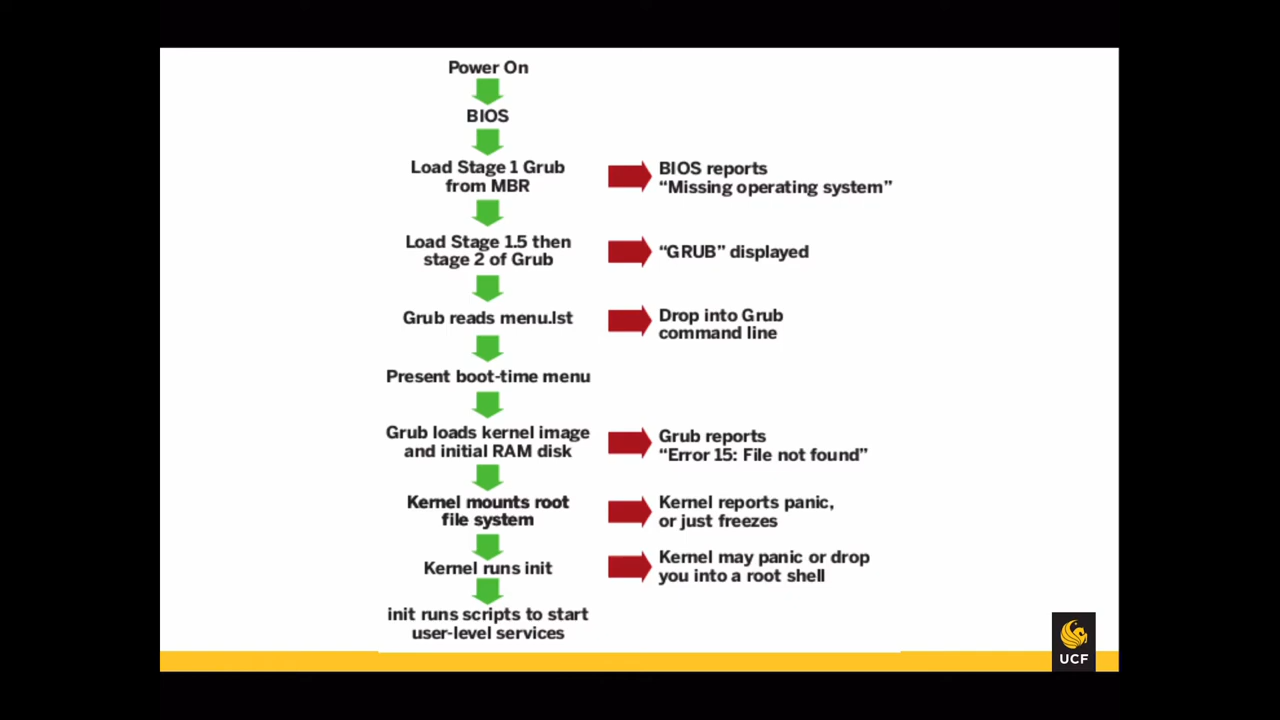 Power On
BIOS
Load Stage 1 Grub
from MBR
BIOS reports
“Missing operating system”
Load Stage 1.5 then
stage 2 of Grub
“GRUB” displayed
Grub reads menu.lst
Drop into Grub
command line
Present boot-time menu
Grub loads kernel image
and initial RAM disk
Grub reports
“Error 15: File not found”
Kernel mounts root
file system
Kernel reports panic,
or just freezes
Kernel runs init
Kernel may panic or drop
you into a root shell
init runs scripts to start
user-level services
UCF